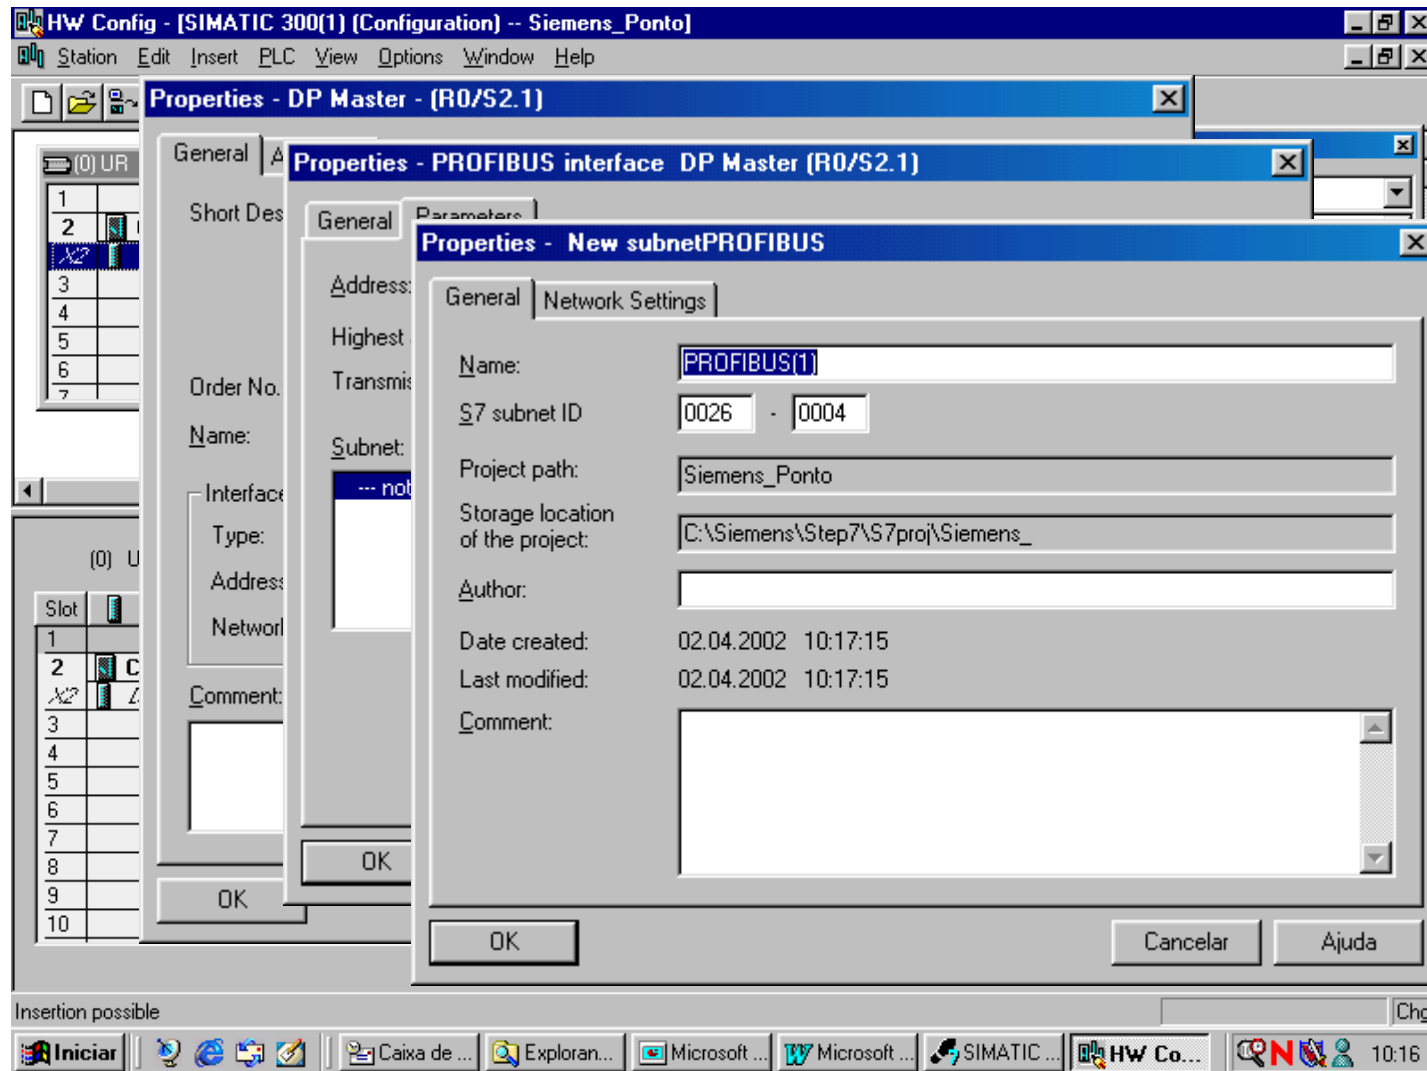 HW Config - [SIMATIC 300(1) (Configuration) -- Siemens_Ponto]
Station Edit Insert PLC View Options Window Help
Properties - DP Master - (R0/S2.1)
General
Short Des
Order No.
Name:
Interface
Type:
Address
Network
Comment:
OK
Properties - PROFIBUS interface DP Master (R0/S2.1)
General Parameters
Address:
Highest
Transmis
Subnet:
--- not
OK
Properties - New subnetPROFIBUS
General Network Settings
Name: PROFIBUS(1)
S7 subnet ID 0026 - 0004
Project path: Siemens_Ponto
Storage location
of the project: C:\Siemens\Step7\S7proj\Siemens_
Author:
Date created: 02.04.2002 10:17:15
Last modified: 02.04.2002 10:17:15
Comment:
OK Cancelar Ajuda
(0) UR
1
2
X2
3
4
5
6
7
(0) U
Slot
1
2 C
X2
3
4
5
6
7
8
9
10
Insertion possible Chg
Iniciar Caixa de ... Exploran... Microsoft ... Microsoft ... SIMATIC ... HW Co... 10:16